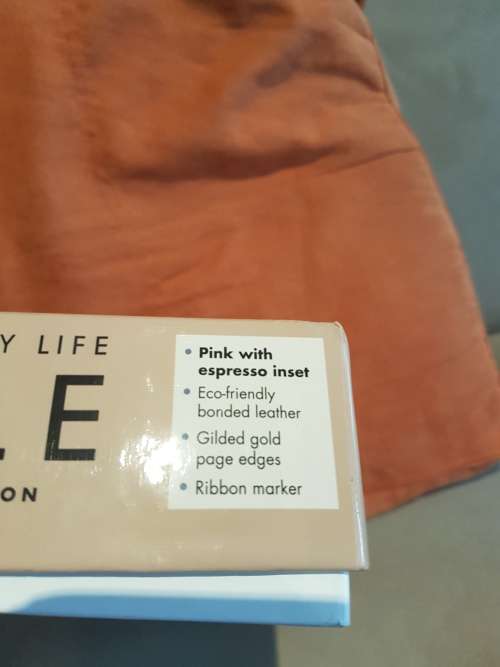 Y LIFE
LE
ON
• Pink with
espresso inset
• Eco-friendly
bonded leather
• Gilded gold
page edges
• Ribbon marker